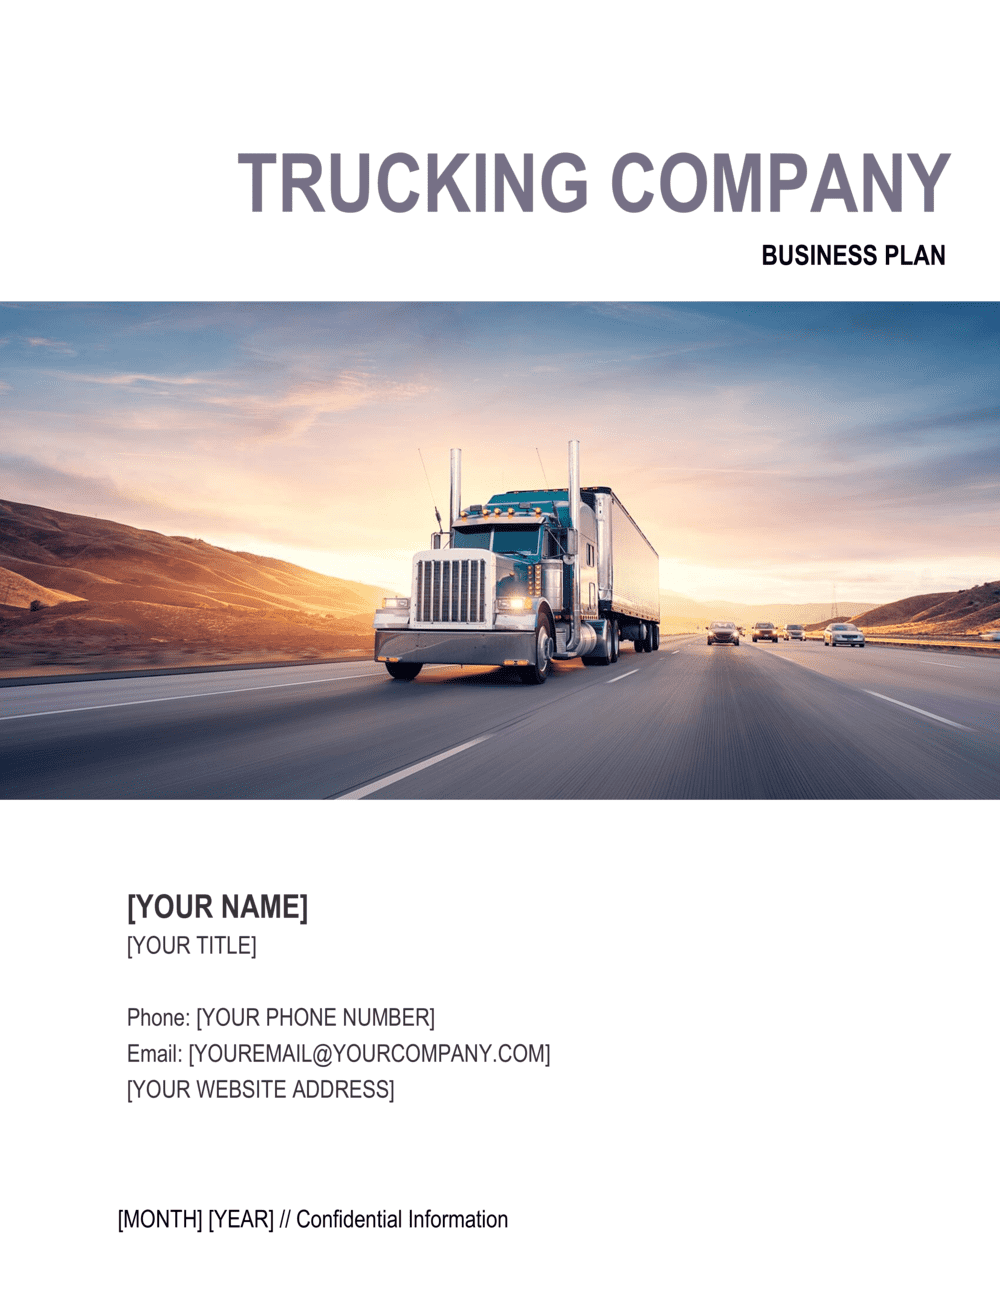 TRUCKING COMPANY
BUSINESS PLAN
[YOUR NAME]
[YOUR TITLE]
Phone: [YOUR PHONE NUMBER]
Email: [YOUREMAIL@YOURCOMPANY.COM]
[YOUR WEBSITE ADDRESS]
[MONTH] [YEAR] // Confidential Information